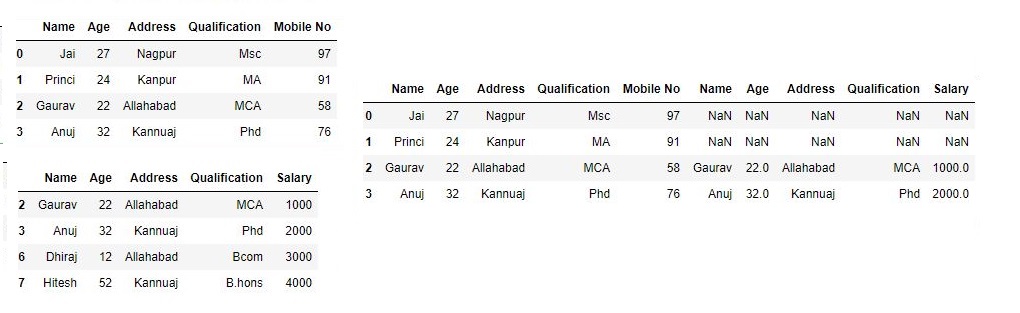 Name Age Address Qualification Mobile No
0 Jai 27 Nagpur Msc 97
1 Princi 24 Kanpur MA 91
2 Gaurav 22 Allahabad MCA 58
3 Anuj 32 Kannuaj Phd 76
Name Age Address Qualification Salary
2 Gaurav 22 Allahabad MCA 1000
3 Anuj 32 Kannuaj Phd 2000
6 Dhiraj 12 Allahabad Bcom 3000
7 Hitesh 52 Kannuaj B.hons 4000
Name Age Address Qualification Mobile No Name Age Address Qualification Salary
0 Jai 27 Nagpur Msc 97 NaN NaN NaN NaN NaN
1 Princi 24 Kanpur MA 91 NaN NaN NaN NaN NaN
2 Gaurav 22 Allahabad MCA 58 Gaurav 22.0 Allahabad MCA 1000.0
3 Anuj 32 Kannuaj Phd 76 Anuj 32.0 Kannuaj Phd 2000.0